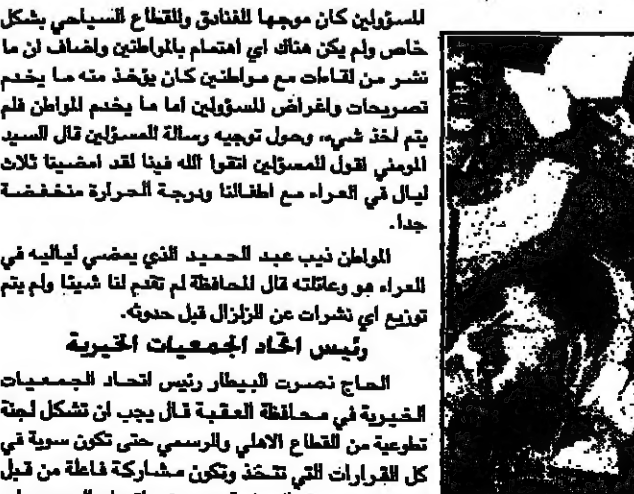 المسؤولين كان موجها للفنادق وللقطاع السياحي بشكل
خاص ولم يكن هناك اي اهتمام بالمواطنين واضاف ان ما
نشر من لقاءات مع مواطنين كان يؤخذ منه ما يخدم
تصريحات واغراض المسؤولين اما ما يخدم المواطن فلم
يتم اخذ شيء، وحول توجيه رسالة للمسؤلين قال السيد
المومني اقول للمسؤلين اتقوا الله فينا لقد امضينا ثلاث
ليال في العراء مع اطفالنا ودرجة الحرارة منخفضة
جدا.
المواطن ذيب عبد الحميد الذي يمضي لياليه في
العراء هو وعائلته قال المحافظة لم تقدم لنا شيئا ولم يتم
توزيع اي نشرات عن الزلزال قبل حدوثه.
رئيس اتحاد الجمعيات الخيرية
الحاج نصرت البيطار رئيس اتحاد الجمعيات
الخيرية في محافظة العقبة قال يجب ان تشكل لجنة
تطوعية من القطاع الاهلي والرسمي حتى تكون سوية في
كل القرارات التي تتخذ وتكون مشاركة فاعلة من قبل